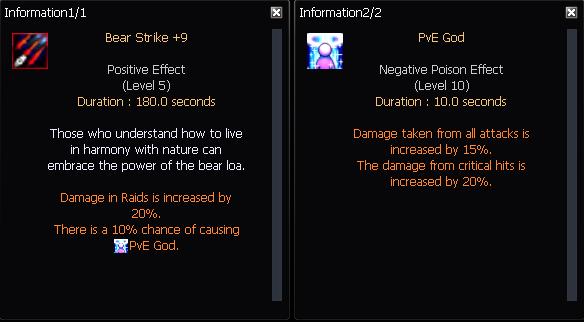 Information1/1
Bear Strike +9
Positive Effect
(Level 5)
Duration : 180.0 seconds
Those who understand how to live
in harmony with nature can
embrace the power of the bear loa.
Damage in Raids is increased by
20%.
There is a 10% chance of causing
PvE God.
Information2/2
PvE God
Negative Poison Effect
(Level 10)
Duration : 10.0 seconds
Damage taken from all attacks is
increased by 15%.
The damage from critical hits is
increased by 20%.